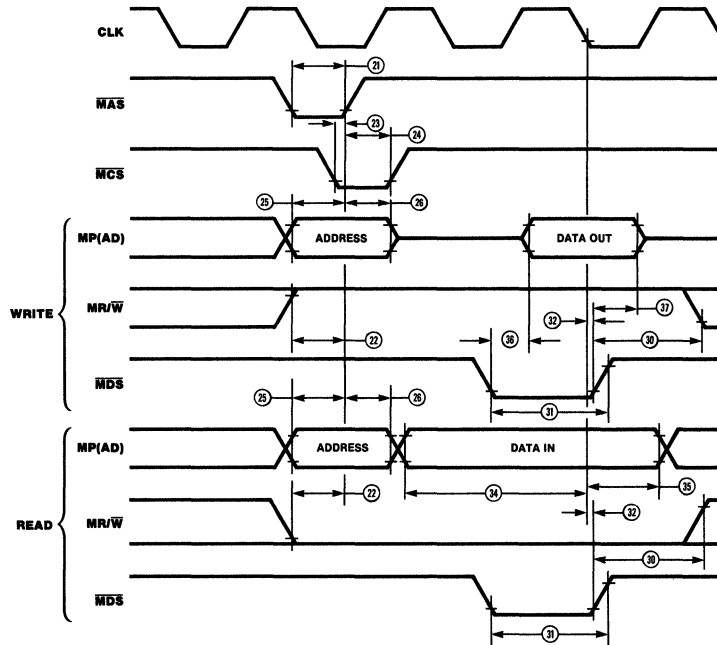 CLK
21
MAS
23
24
MCS
25
26
MP(AD)
ADDRESS
DATA OUT
WRITE
MR/W
37
32
36
30
22
MDS
25
26
31
MP(AD)
ADDRESS
DATA IN
22
34
35
READ
MR/W
32
30
MDS
31